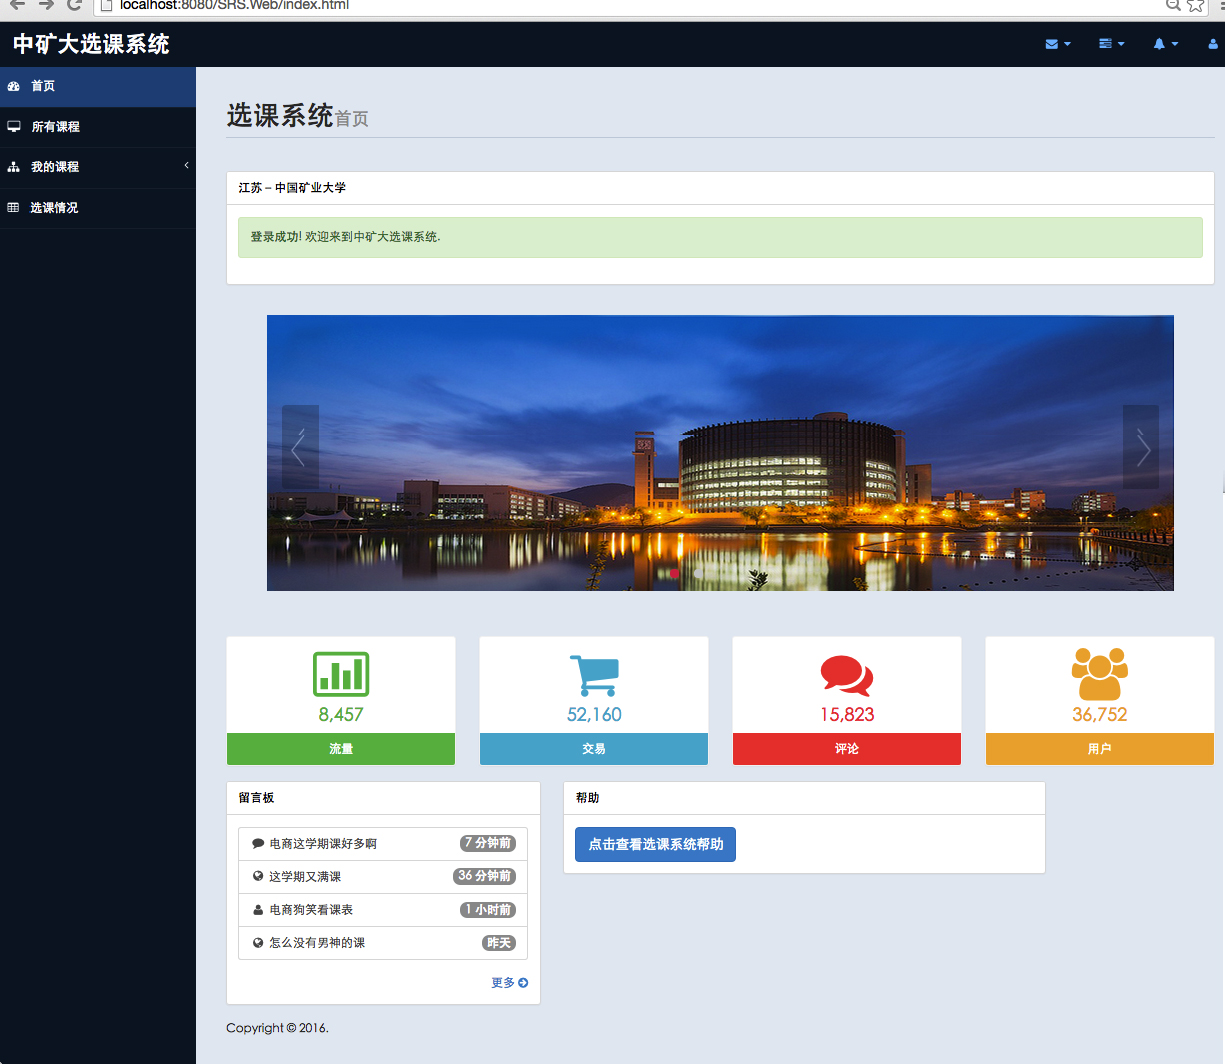 localhost:8080/SRS.Web/index.html
中矿大选课系统
首页
所有课程
我的课程
选课情况
选课系统首页
江苏 – 中国矿业大学
登录成功! 欢迎来到中矿大选课系统.
8,457
流量
52,160
交易
15,823
评论
36,752
用户
留言板
电商这学期课好多啊 7 分钟前
这学期又满课 36 分钟前
电商狗笑看课表 1 小时前
怎么没有男神的课 昨天
更多
帮助
点击查看选课系统帮助
Copyright © 2016.